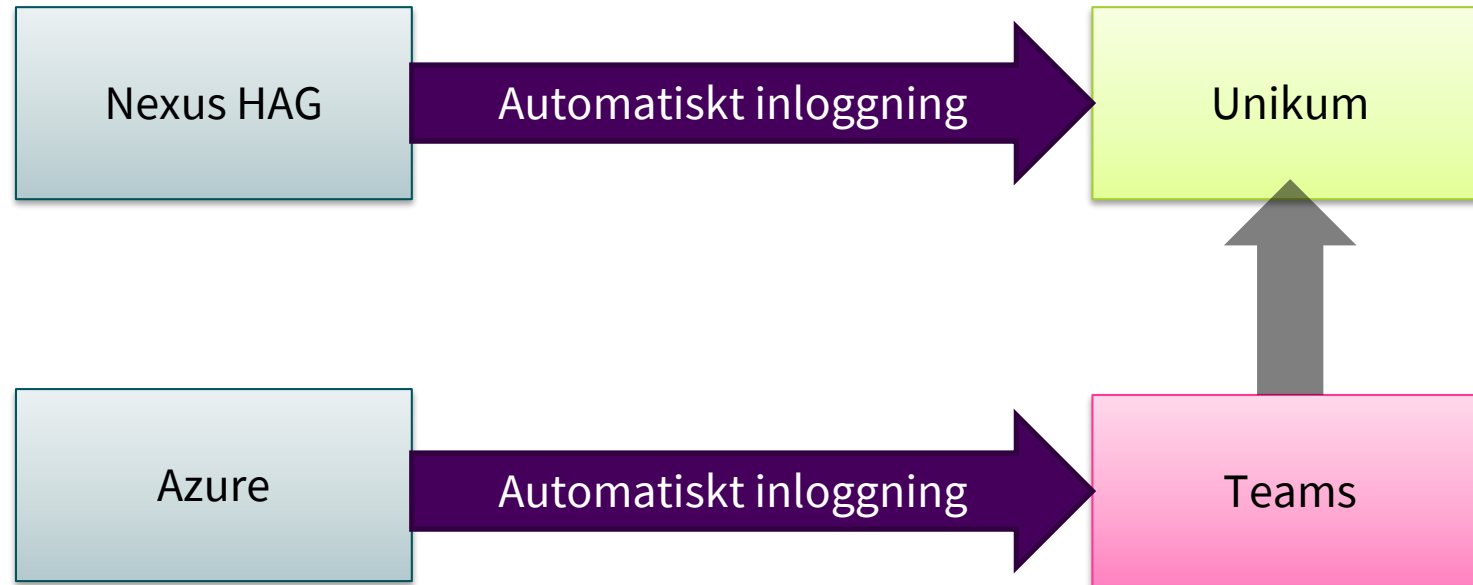 Nexus HAG
Automatiskt inloggning
Unikum
Azure
Automatiskt inloggning
Teams